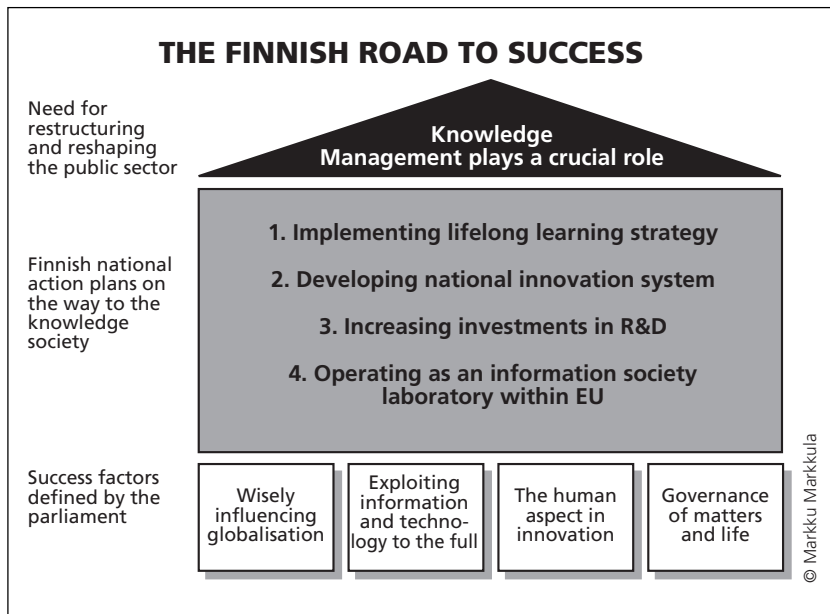 THE FINNISH ROAD TO SUCCESS
Need for
restructuring
and reshaping
the public sector
Knowledge
Management plays a crucial role
Finnish national
action plans on
the way to the
knowledge
society
1. Implementing lifelong learning strategy
2. Developing national innovation system
3. Increasing investments in R&D
4. Operating as an information society
laboratory within EU
Success factors
defined by the
parliament
Wisely
influencing
globalisation
Exploiting
information
and techno-
logy to the full
The human
aspect in
innovation
Governance
of matters
and life
© Markku Markkula